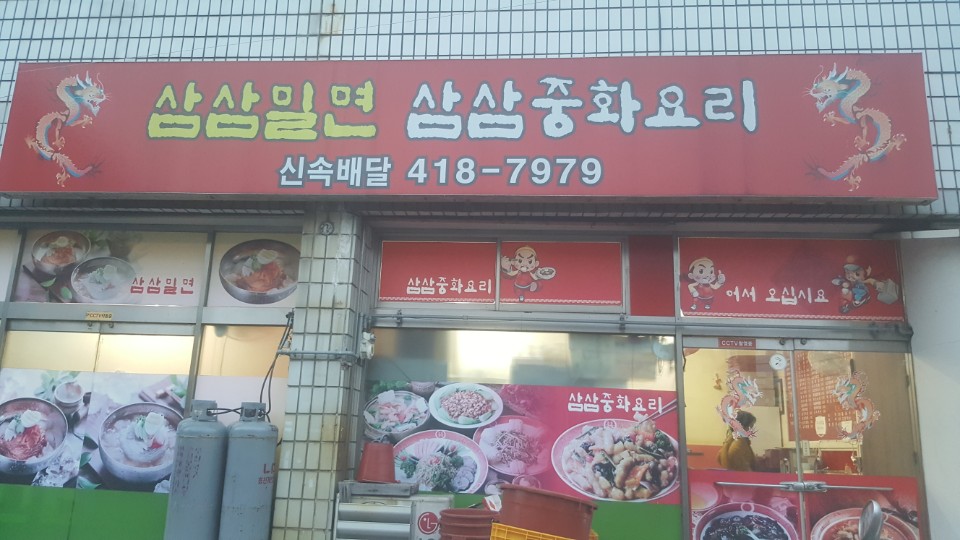 삼삼밀면 삼삼중화요리
신속배달 418-7979
삼삼밀면
삼삼중화요리
어서 오십시요
삼삼중화요리
LG